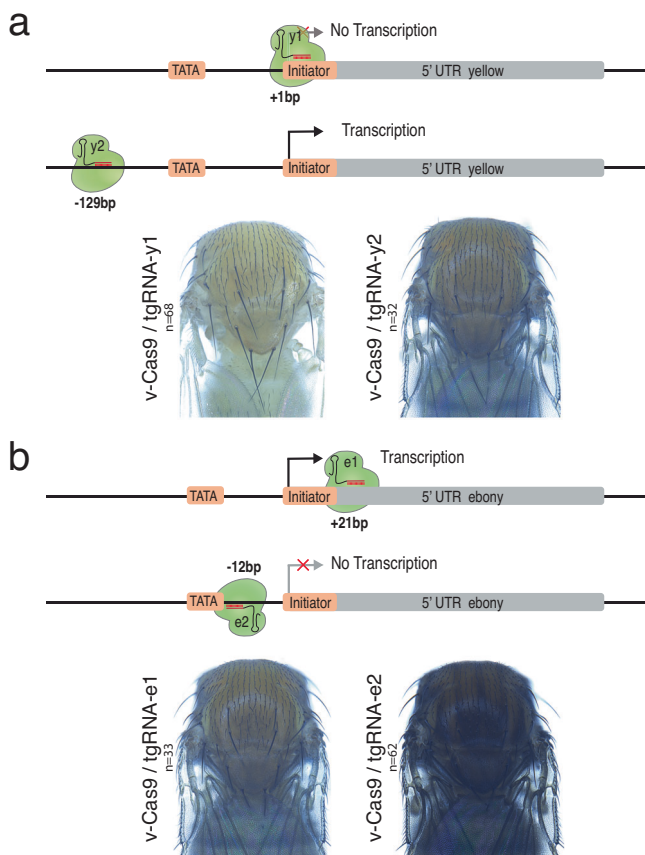 a
y1
No Transcription
TATA
Initiator
5' UTR yellow
+1bp
Transcription
y2
TATA
Initiator
5' UTR yellow
-129bp
v-Cas9 / tgRNA-y1
n=68
v-Cas9 / tgRNA-y2
n=32
b
e1
Transcription
TATA
Initiator
5' UTR ebony
+21bp
-12bp
No Transcription
TATA
Initiator
5' UTR ebony
e2
v-Cas9 / tgRNA-e1
n=33
v-Cas9 / tgRNA-e2
n=62